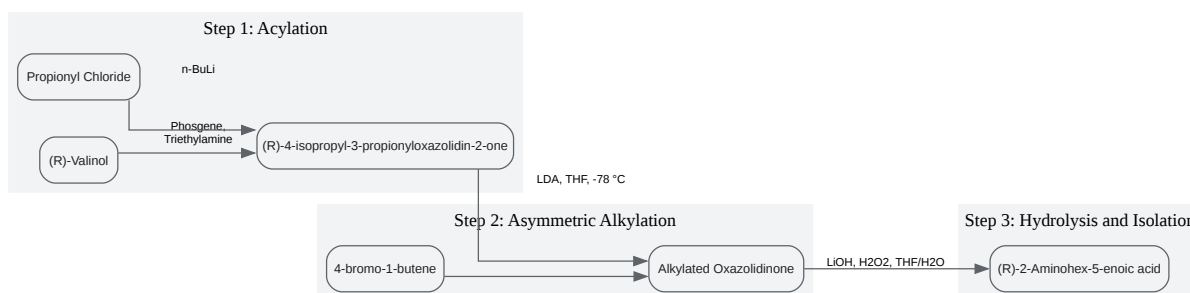 Step 1: Acylation
Propionyl Chloride
n-BuLi
Phosgene,
Triethylamine
(R)-Valinol
(R)-4-isopropyl-3-propionyloxazolidin-2-one
LDA, THF, -78 °C
Step 2: Asymmetric Alkylation
4-bromo-1-butene
Alkylated Oxazolidinone
LiOH, H2O2, THF/H2O
Step 3: Hydrolysis and Isolation
(R)-2-Aminohex-5-enoic acid